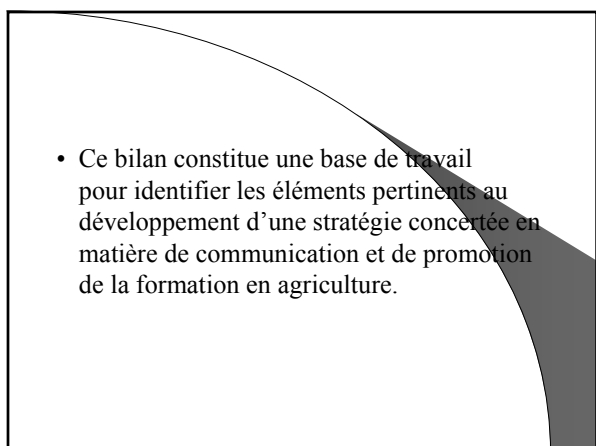 • Ce bilan constitue une base de travail
pour identifier les éléments pertinents au
développement d’une stratégie concertée en
matière de communication et de promotion
de la formation en agriculture.